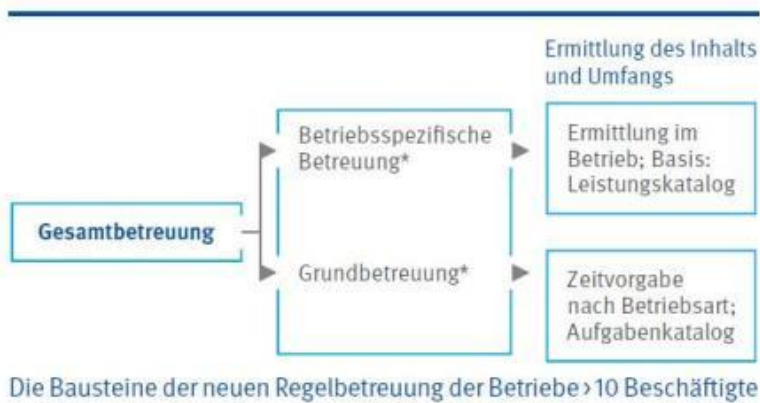 Ermittlung des Inhalts
und Umfangs
Betriebsspezifische
Betreuung*
Ermittlung im
Betrieb; Basis:
Leistungskatalog
Gesamtbetreuung
Grundbetreuung*
Zeitvorgabe
nach Betriebsart;
Aufgabenkatalog
Die Bausteine der neuen Regelbetreuung der Betriebe›10 Beschäftigte